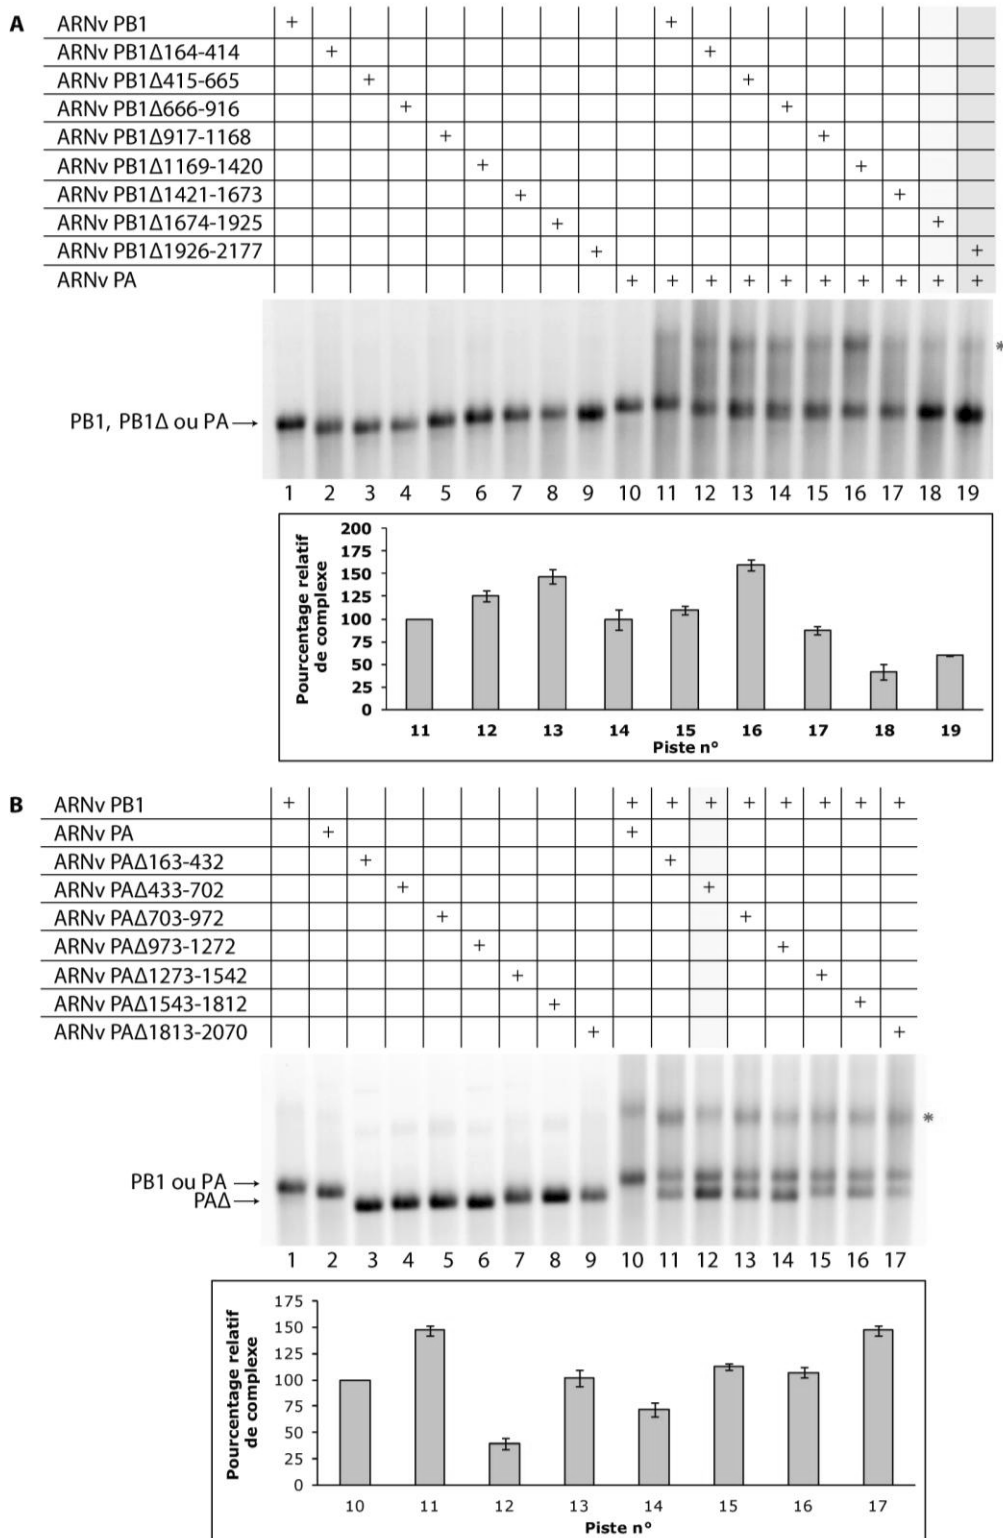 A
ARNv PB1 + +
ARNv PB1Δ164-414 + +
ARNv PB1Δ415-665 + +
ARNv PB1Δ666-916 + +
ARNv PB1Δ917-1168 + +
ARNv PB1Δ1169-1420 + +
ARNv PB1Δ1421-1673 + +
ARNv PB1Δ1674-1925 + +
ARNv PB1Δ1926-2177 + +
ARNv PA + + + + + + + + + +
*
PB1, PB1Δ ou PA→
1 2 3 4 5 6 7 8 9 10 11 12 13 14 15 16 17 18 19
Pourcentage relatif
de complexe
200
175
150
125
100
75
50
25
0
11 12 13 14 15 16 17 18 19
Piste n°
B
ARNv PB1 + + + + + + + + +
ARNv PA + +
ARNv PAΔ163-432 + +
ARNv PAΔ433-702 + +
ARNv PAΔ703-972 + +
ARNv PAΔ973-1272 + +
ARNv PAΔ1273-1542 + +
ARNv PAΔ1543-1812 + +
ARNv PAΔ1813-2070 + +
*
PB1 ou PA→
PAΔ→
1 2 3 4 5 6 7 8 9 10 11 12 13 14 15 16 17
Pourcentage relatif
de complexe
175
150
125
100
75
50
25
0
10 11 12 13 14 15 16 17
Piste n°